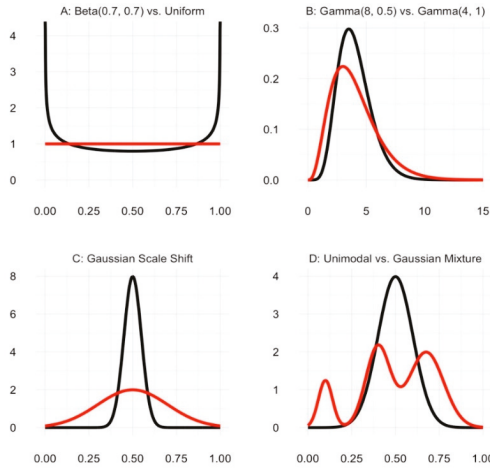 A: Beta(0.7, 0.7) vs. Uniform
4
3
2
1
0
0.00 0.25 0.50 0.75 1.00
B: Gamma(8, 0.5) vs. Gamma(4, 1)
0.3
0.2
0.1
0.0
0 5 10 15
C: Gaussian Scale Shift
8
6
4
2
0
0.00 0.25 0.50 0.75 1.00
D: Unimodal vs. Gaussian Mixture
4
3
2
1
0
0.00 0.25 0.50 0.75 1.00